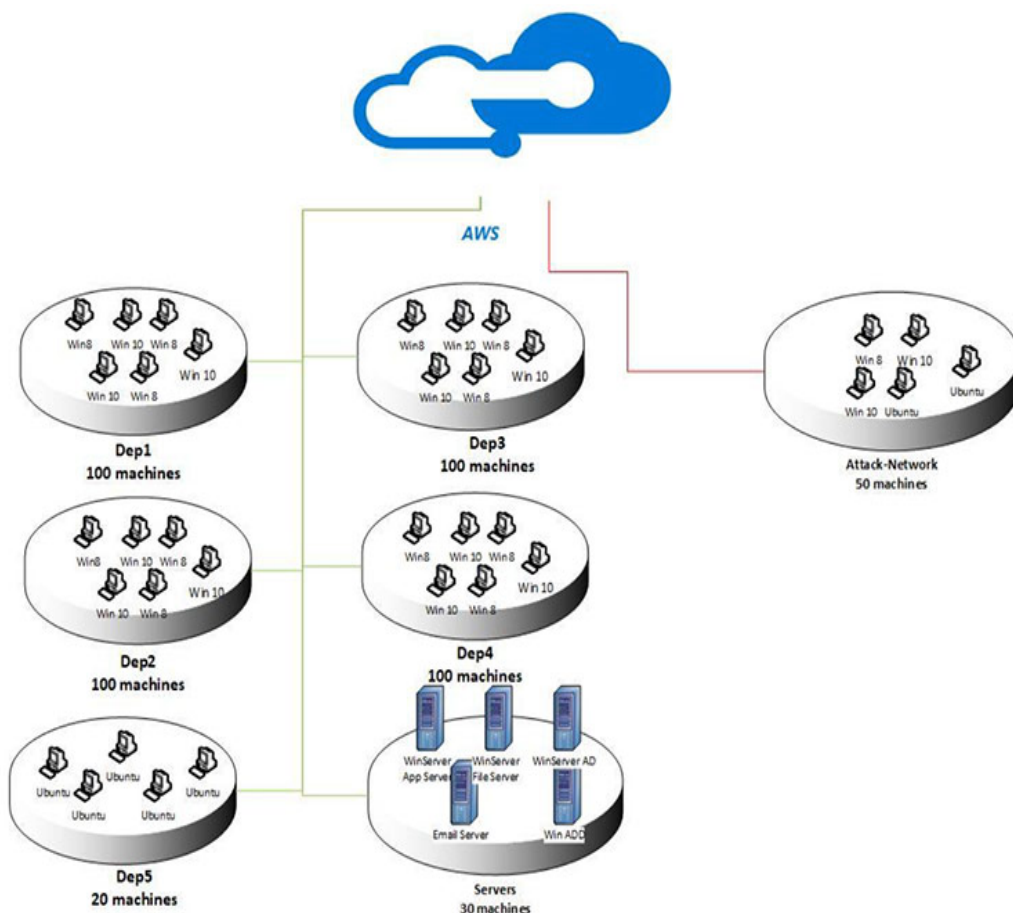 AWS
Win8 Win 10 Win 8
Win 10
Win 10 Win 8
Dep1
100 machines
Win8 Win 10 Win 8
Win 10
Win 10 Win 8
Dep3
100 machines
Win 8 Win 10
Ubuntu
Win 10 Ubuntu
Attack-Network
50 machines
Win8 Win 10 Win 8
Win 10
Win 10 Win 8
Dep2
100 machines
Win8 Win 10 Win 8
Win 10
Win 10 Win 8
Dep4
100 machines
Ubuntu
Ubuntu Ubuntu
Ubuntu Ubuntu
Dep5
20 machines
WinServer
App Server
WinServer
File Server
WinServer AD
Email Server
Win ADD
Servers
30 machines